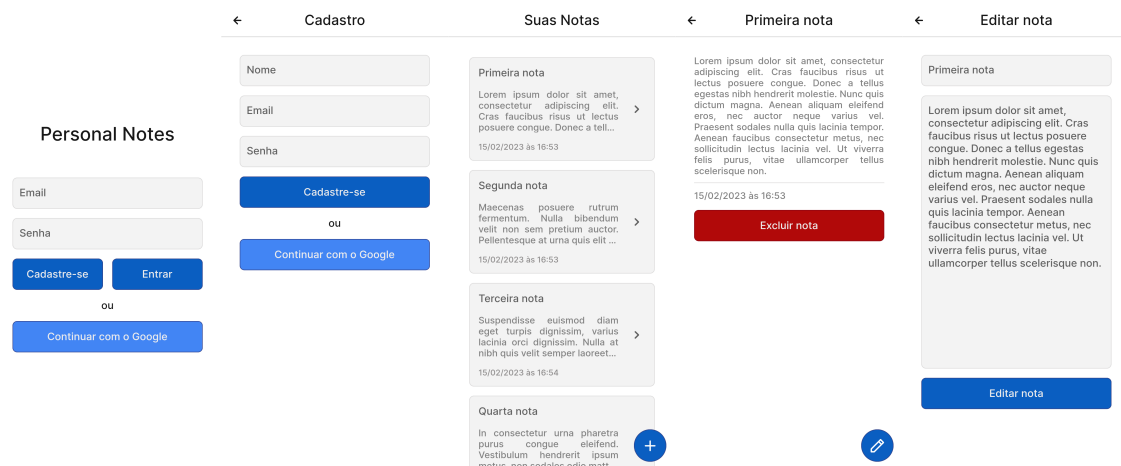 Personal Notes
Email
Senha
Cadastre-se
Entrar
ou
Continuar com o Google
Cadastro
Nome
Email
Senha
Cadastre-se
ou
Continuar com o Google
Suas Notas
Primeira nota
Lorem ipsum dolor sit amet,
consectetur adipiscing elit.
Cras faucibus risus ut lectus
posuere congue. Donec a tell...
15/02/2023 às 16:53
Segunda nota
Maecenas posuere rutrum
fermentum. Nulla bibendum
velit non sem pretium auctor.
Pellentesque at urna quis elit ...
15/02/2023 às 16:53
Terceira nota
Suspendisse euismod diam
eget turpis dignissim, varius
lacinia orci dignissim. Nulla at
nibh quis velit semper laoreet...
15/02/2023 às 16:54
Quarta nota
In consectetur urna pharetra
purus congue eleifend.
Vestibulum hendrerit ipsum
metus, non sodales odio matt...
Primeira nota
Lorem ipsum dolor sit amet, consectetur
adipiscing elit. Cras faucibus risus ut
lectus posuere congue. Donec a tellus
egestas nibh hendrerit molestie. Nunc quis
dictum magna. Aenean aliquam eleifend
eros, nec auctor neque varius vel.
Praesent sodales nulla quis lacinia tempor.
Aenean faucibus consectetur metus, nec
sollicitudin lectus lacinia vel. Ut viverra
felis purus, vitae ullamcorper tellus
scelerisque non.
15/02/2023 às 16:53
Excluir nota
Editar nota
Primeira nota
Lorem ipsum dolor sit amet,
consectetur adipiscing elit. Cras
faucibus risus ut lectus posuere
congue. Donec a tellus egestas
nibh hendrerit molestie. Nunc quis
dictum magna. Aenean aliquam
eleifend eros, nec auctor neque
varius vel. Praesent sodales nulla
quis lacinia tempor. Aenean
faucibus consectetur metus, nec
sollicitudin lectus lacinia vel. Ut
viverra felis purus, vitae
ullamcorper tellus scelerisque non.
Editar nota